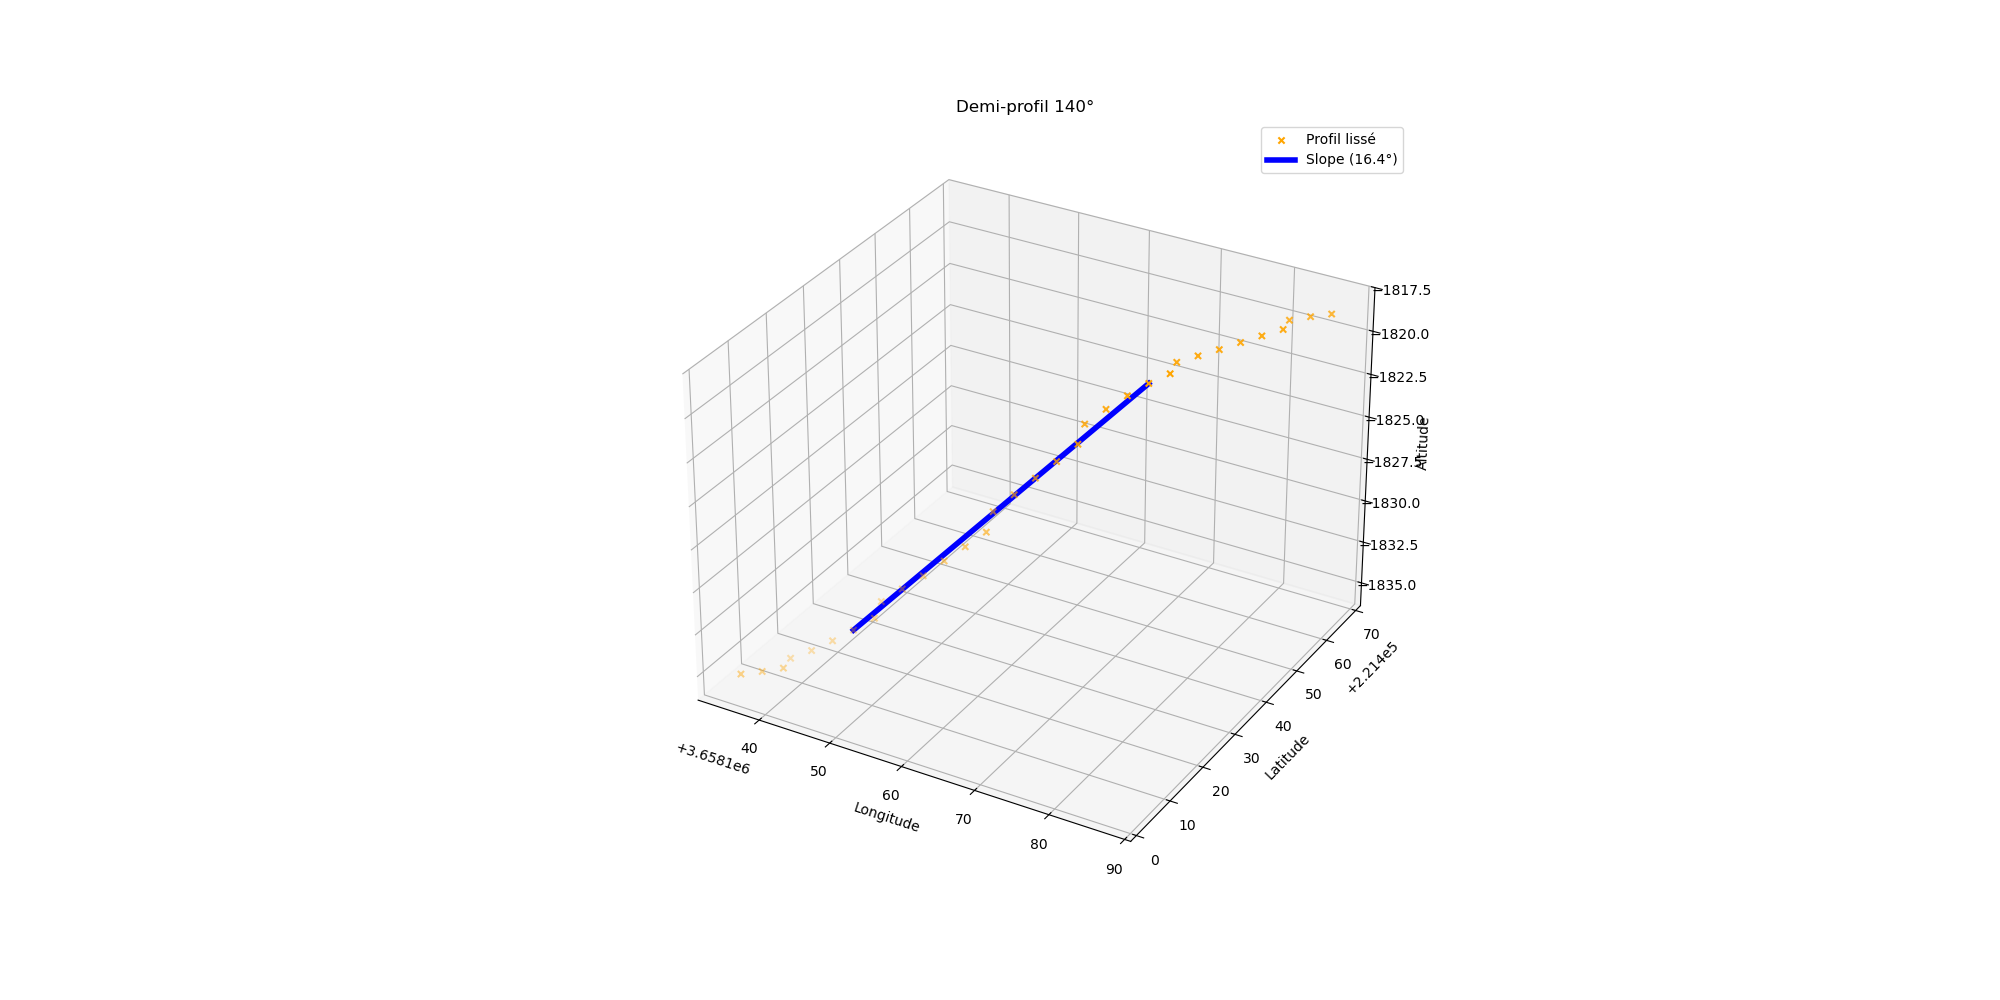 Demi-profil 140°
Profil lissé
Slope (16.4°)
−1817.5
−1820.0
−1822.5
−1825.0
−1827.5
−1830.0
−1832.5
−1835.0
Altitude
70
60
50
40
30
20
10
0
+2.214e5
Latitude
40
50
60
70
80
90
+3.6581e6
Longitude